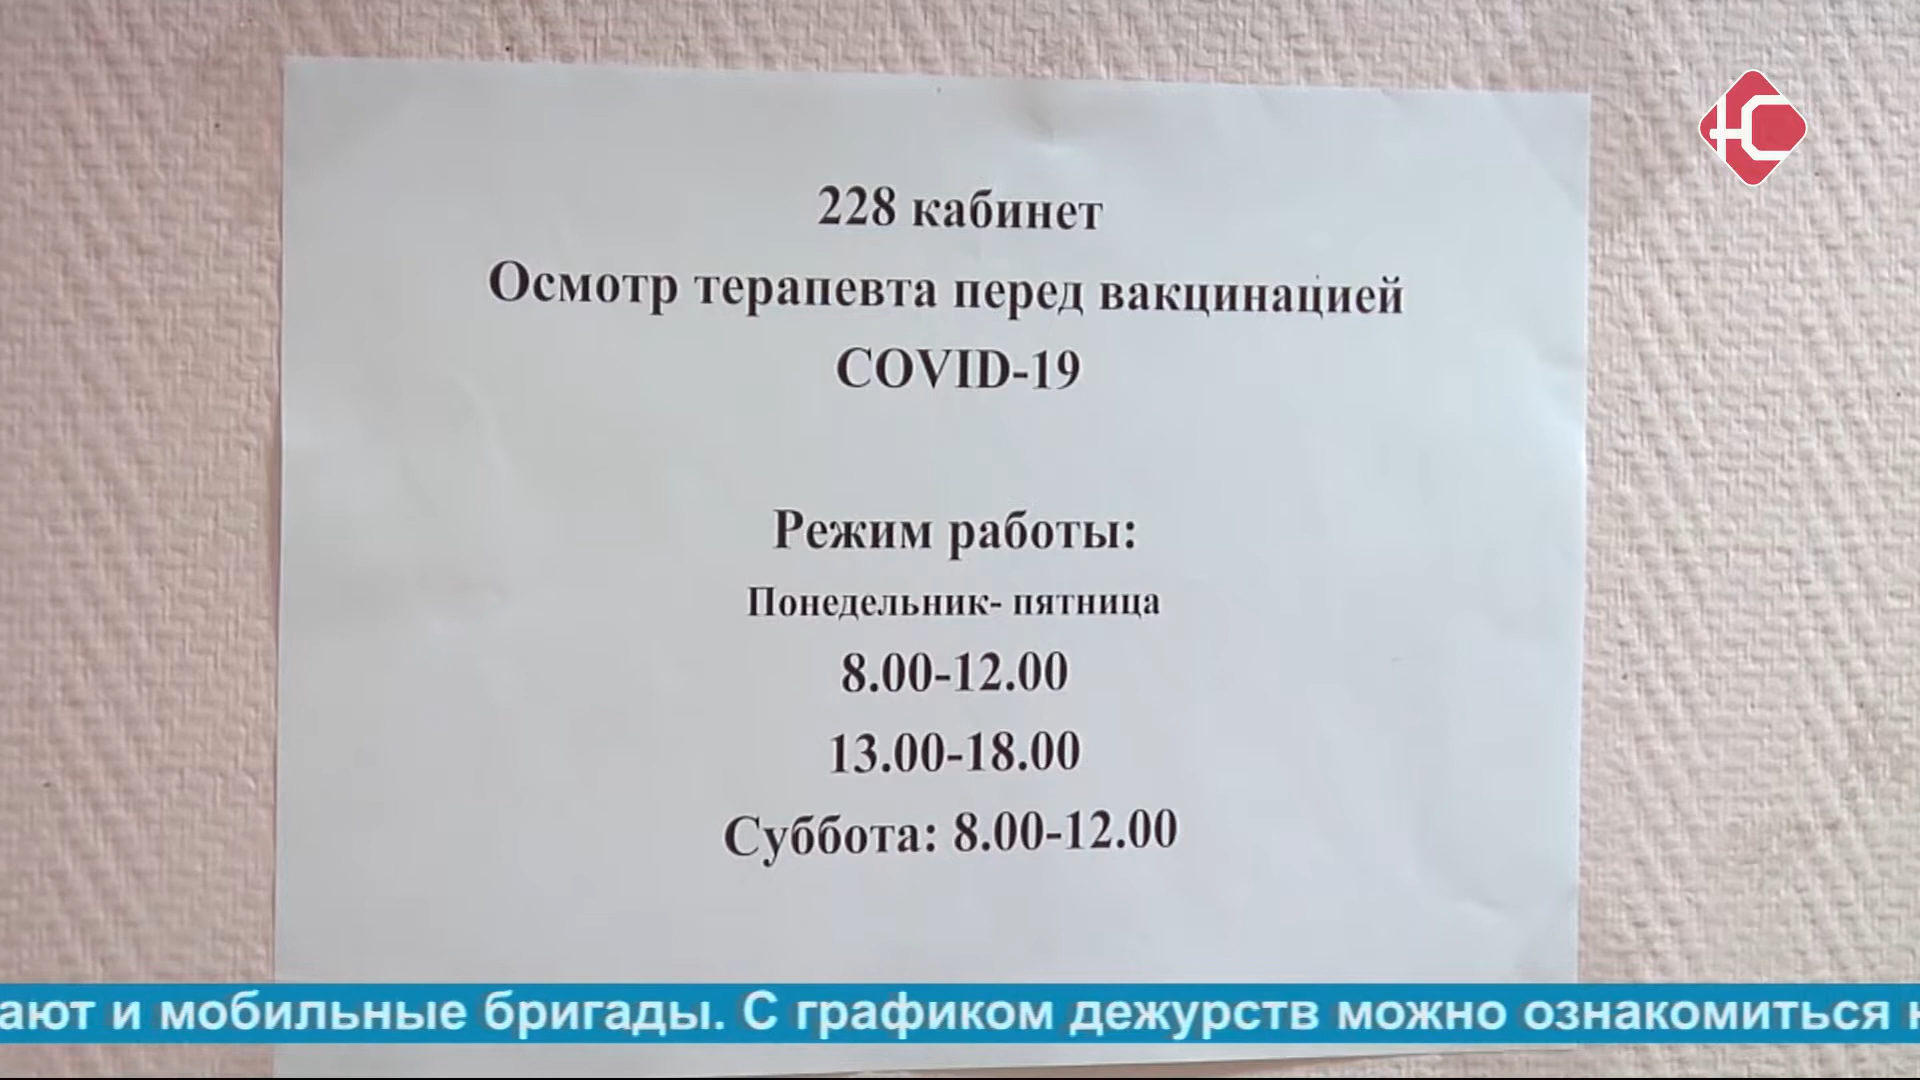 228 кабинет
Осмотр терапевта перед вакцинацией
COVID-19
Режим работы:
Понедельник- пятница
8.00-12.00
13.00-18.00
Суббота: 8.00-12.00
и мобильные бригады. С графиком дежурств можно ознакомиться